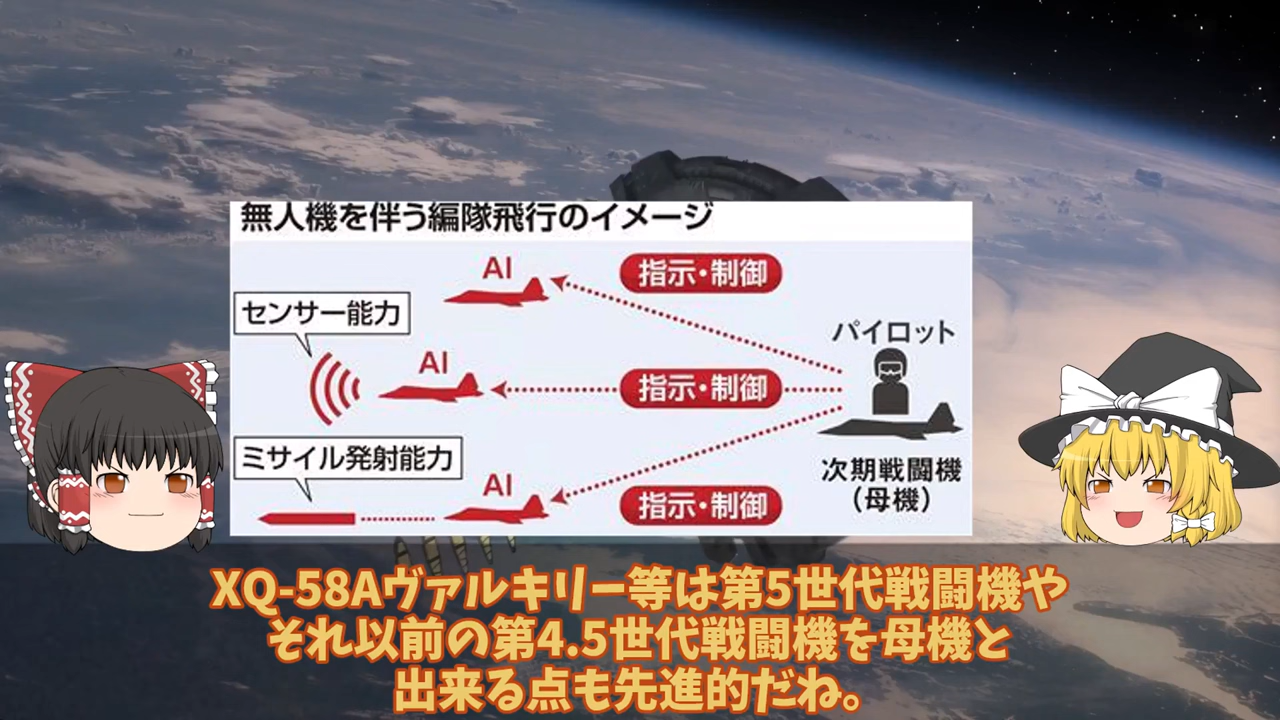 無人機を伴う編隊飛行のイメージ
AI
指示・制御
センサー能力
パイロット
AI
指示・制御
ミサイル発射能力
AI
指示・制御
次期戦闘機
(母機)
XQ-58Aヴァルキリー等は第5世代戦闘機や
それ以前の第4.5世代戦闘機を母機と
出来る点も先進的だね。